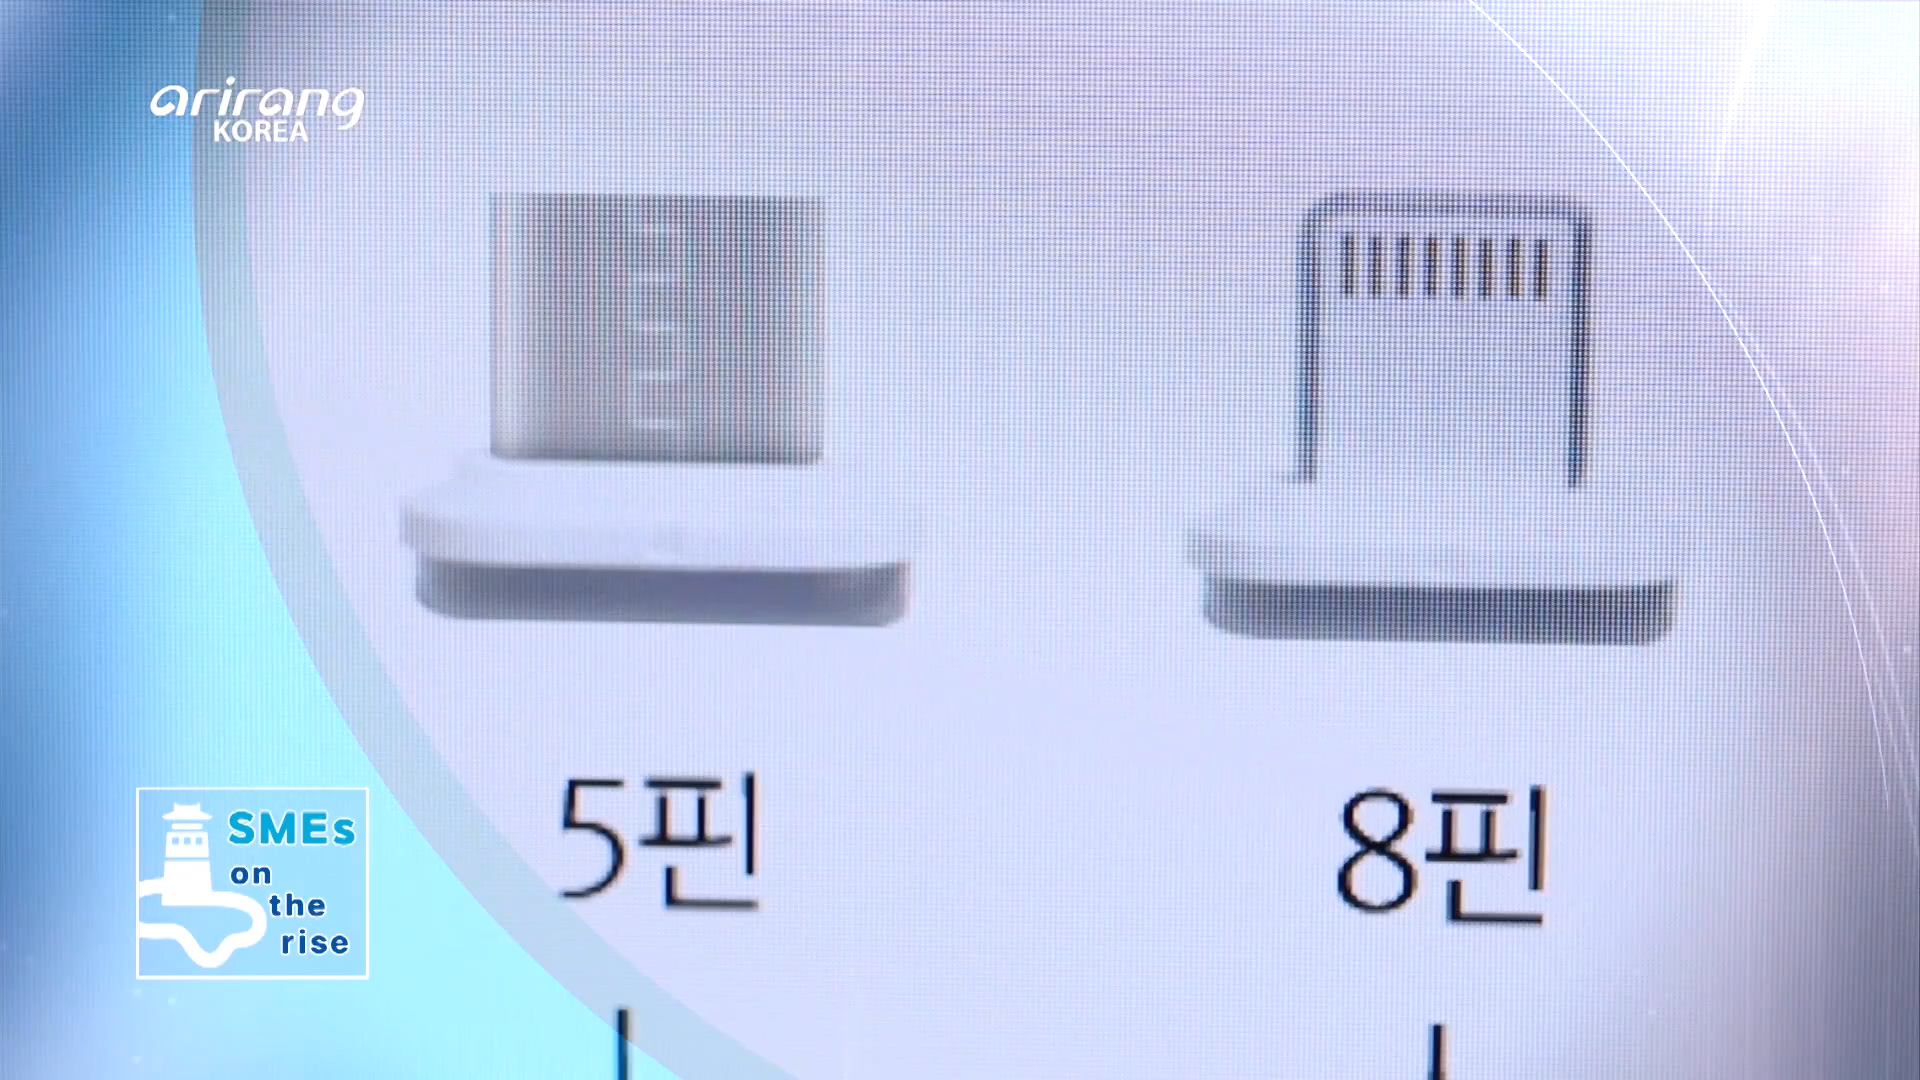 arirang
KOREA
5핀
8핀
SMEs
on
the
rise